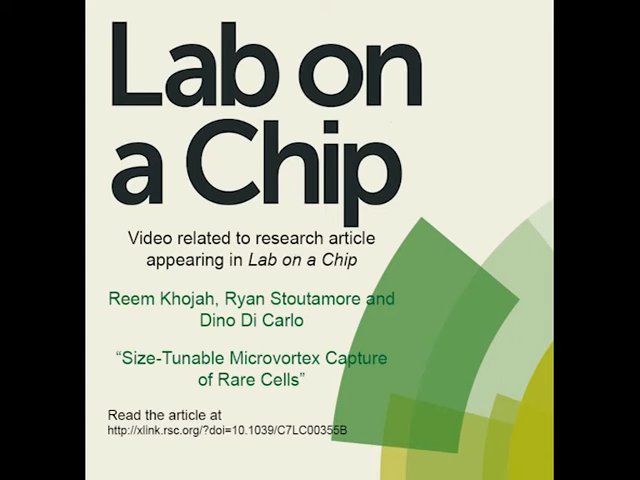 Lab on
a Chip
Video related to research article
appearing in Lab on a Chip
Reem Khojah, Ryan Stoutamore and
Dino Di Carlo
“Size-Tunable Microvortex Capture
of Rare Cells”
Read the article at
http://xlink.rsc.org/?doi=10.1039/C7LC00355B